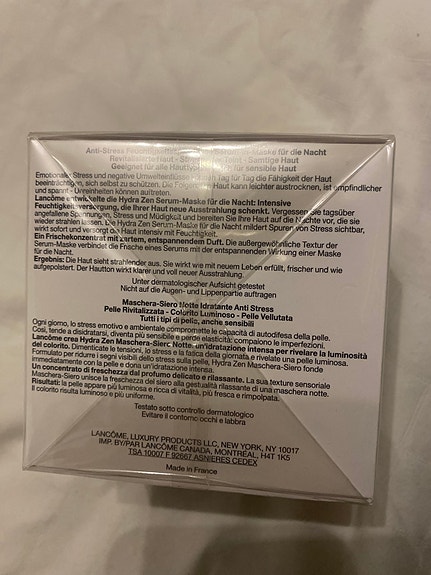 Anti-Stress Feuchtigkeits Serum-Maske für die Nacht
Revitalisierte Haut - Strahlender Teint - Samtige Haut
Geeignet für alle Hauttypen für sensible Haut
Emotionaler Stress und negative Umwelteinflüsse Tag für Tag die Fähigkeit der Haut
beeinträchtigen, sich selbst zu schützen. Die Folgen: die Haut kann leichter austrocknen, ist empfindlicher
und spannt - Unreinheiten können auftreten.
Lancôme entwickelte die Hydra Zen Serum-Maske für die Nacht: Intensive
Feuchtigkeitsversorgung, die Ihrer Haut neue Ausstrahlung schenkt. Vergessen Sie tagsüber
angefallene Spannungen, Stress und Müdigkeit und bereiten Sie Ihre Haut auf die Nacht vor, die sie
wieder strahlen lassen. Die Hydra Zen Serum-Maske für die Nacht mildert Spuren von Stress sichtbar,
wirkt sofort und versorgt die Haut intensiv mit Feuchtigkeit.
Ein Frischekonzentrat mit zartem, entspannendem Duft. Die außergewöhnliche Textur der
Serum-Maske verbindet die Frische eines Serums mit der entspannenden Wirkung einer Maske
für die Nacht.
Ergebnis: Die Haut sieht strahlender aus. Sie wirkt wie mit neuem Leben erfüllt, frischer und wie
aufgepolstert. Der Hautton wirkt klarer und voll neuer Ausstrahlung.
Unter dermatologischer Aufsicht getestet
Nicht auf die Augen- und Lippenpartie auftragen
Maschera-Siero Notte Idratante Anti Stress
Pelle Rivitalizzata - Colorito Luminoso - Pelle Vellutata
Tutti i tipi di pelle, anche sensibili
Ogni giorno, lo stress emotivo e ambientale compromette le capacità di autodifesa della pelle.
Così, tende a disidratarsi, diventa più sensibile e perde elasticità: compaiono le imperfezioni.
Lancôme crea Hydra Zen Maschera-Siero Notte: un'idratazione intensa per rivelare la luminosità
del colorito. Dimenticate le tensioni, lo stress e la fatica della giornata e rivelate una pelle luminosa.
Formulato per ridurre i segni visibili dello stress sulla pelle, Hydra Zen Maschera-Siero fonde
immediatamente con la pelle e dona un'idratazione intensa.
Un concentrato di freschezza dal profumo delicato e rilassante. La sua texture sensoriale
Maschera-Siero unisce la freschezza del siero alla gestualità rilassante di una maschera notte.
Risultati: la pelle appare più luminosa e ricca di vitalità, più fresca e rimpolpata.
Il colorito risulta luminoso e più uniforme.
Testato sotto controllo dermatologico
Evitare il contorno occhi e labbra
LANCÔME, LUXURY PRODUCTS LLC, NEW YORK, NY 10017
IMP. BY/PAR LANCÔME CANADA, MONTRÉAL, H4T 1K5
TSA 10007 F 92667 ASNIERES CEDEX
Made in France